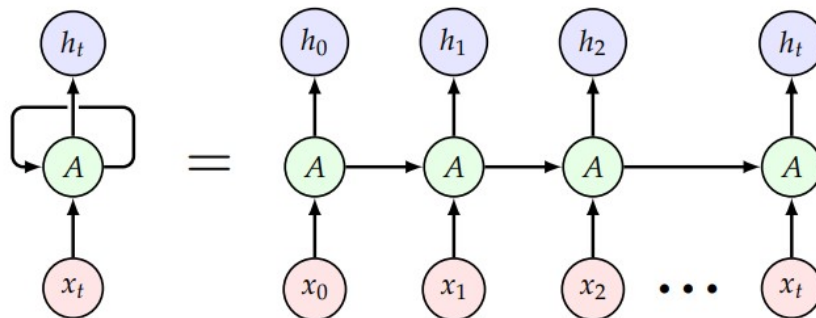 h_t h_0 h_1 h_2 h_t
A = A A A A
x_t x_0 x_1 x_2 ... x_t